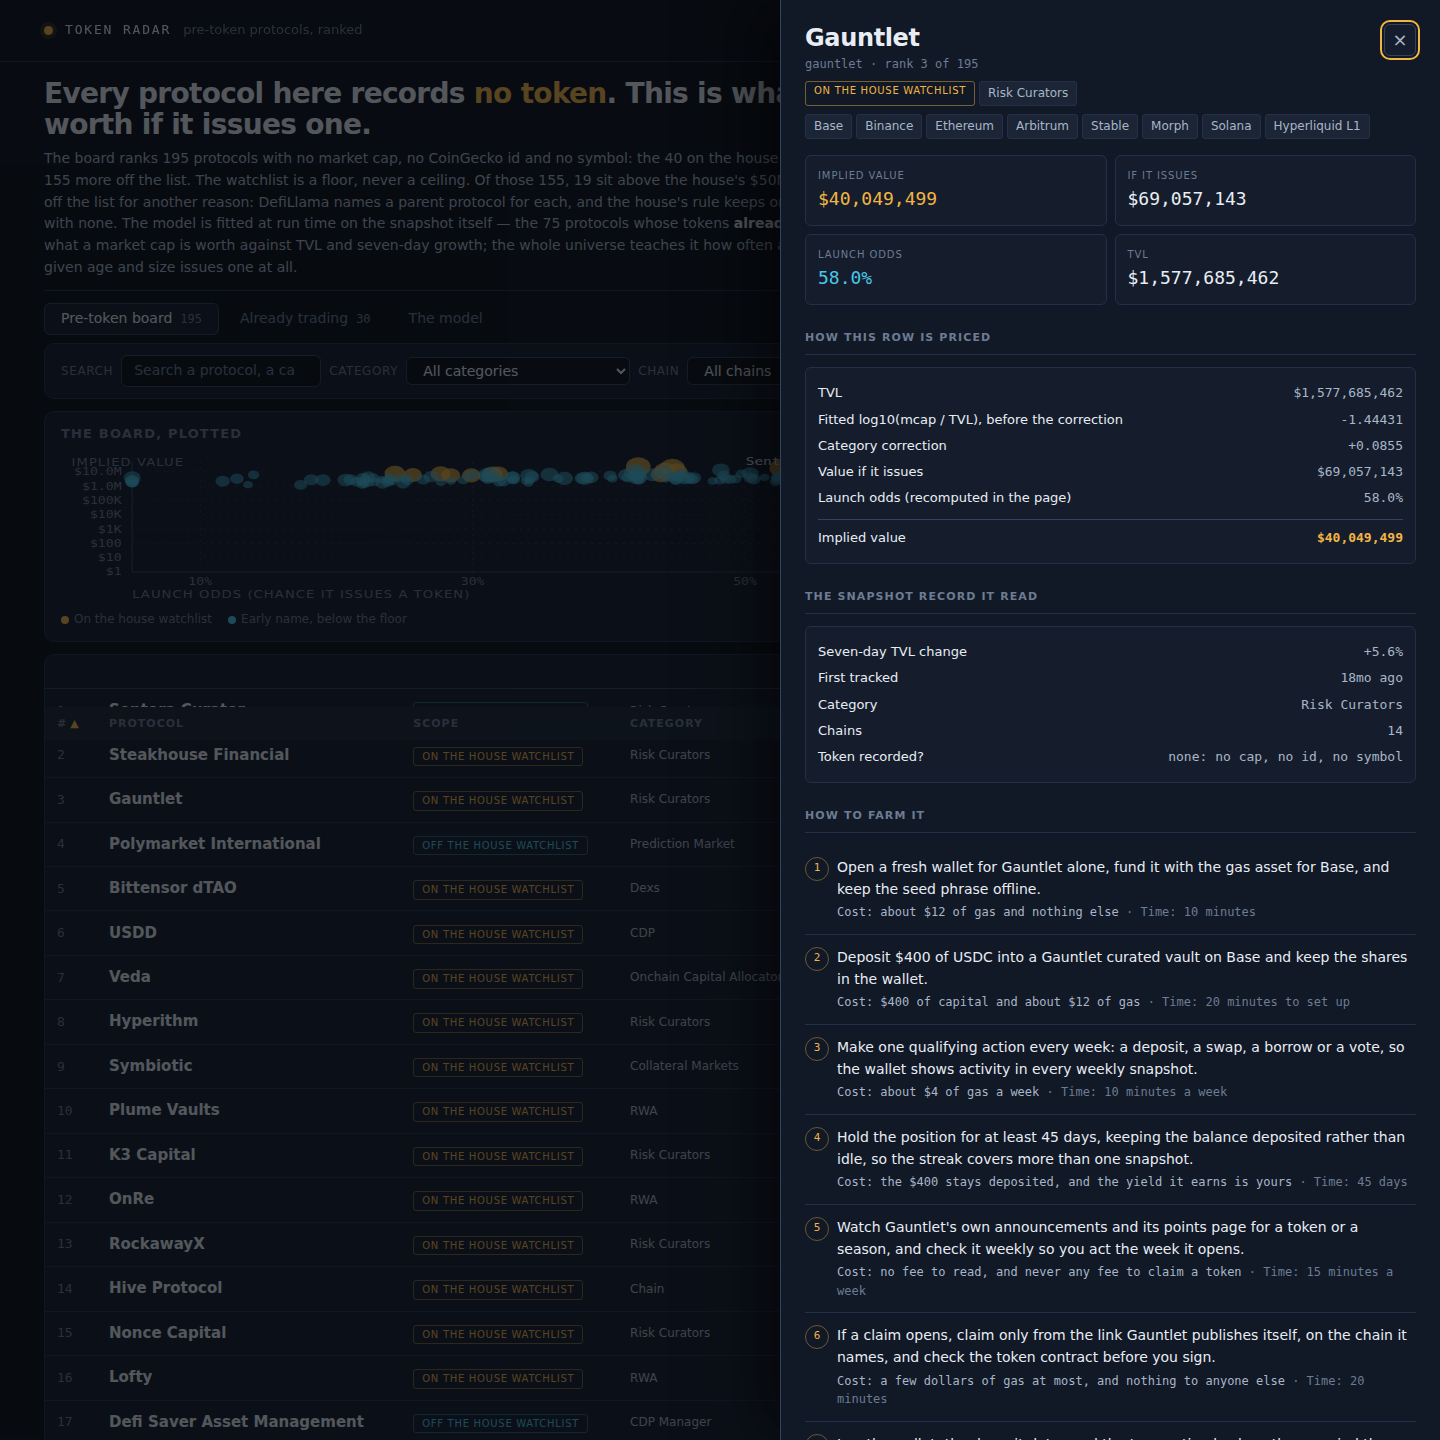 TOKEN RADAR pre-token protocols, ranked
Every protocol here records no token. This is wha
worth if it issues one.
The board ranks 195 protocols with no market cap, no CoinGecko id and no symbol: the 40 on the house
155 more off the list. The watchlist is a floor, never a ceiling. Of those 155, 19 sit above the house's $50
off the list for another reason: DefiLlama names a parent protocol for each, and the house's rule keeps
with none. The model is fitted at run time on the snapshot itself — the 75 protocols whose tokens alread
what a market cap is worth against TVL and seven-day growth; the whole universe teaches it how often
given age and size issues one at all.
Pre-token board 195
Already trading 30
The model
SEARCH
Search a protocol, a ca
CATEGORY
All categories
CHAIN
All chains
THE BOARD, PLOTTED
IMPLIED VALUE
Sent
$10.0M
$1.0M
$100K
$10K
$1K
$100
$10
$1
10%
30%
50%
LAUNCH ODDS (CHANCE IT ISSUES A TOKEN)
On the house watchlist
Early name, below the floor
# ▲ PROTOCOL SCOPE CATEGORY
2 Steakhouse Financial ON THE HOUSE WATCHLIST Risk Curators
3 Gauntlet ON THE HOUSE WATCHLIST Risk Curators
4 Polymarket International OFF THE HOUSE WATCHLIST Prediction Market
5 Bittensor dTAO ON THE HOUSE WATCHLIST Dexs
6 USDD ON THE HOUSE WATCHLIST CDP
7 Veda ON THE HOUSE WATCHLIST Onchain Capital Allocator
8 Hyperithm ON THE HOUSE WATCHLIST Risk Curators
9 Symbiotic ON THE HOUSE WATCHLIST Collateral Markets
10 Plume Vaults ON THE HOUSE WATCHLIST RWA
11 K3 Capital ON THE HOUSE WATCHLIST Risk Curators
12 OnRe ON THE HOUSE WATCHLIST RWA
13 RockawayX ON THE HOUSE WATCHLIST Risk Curators
14 Hive Protocol ON THE HOUSE WATCHLIST Chain
15 Nonce Capital ON THE HOUSE WATCHLIST Risk Curators
16 Lofty ON THE HOUSE WATCHLIST RWA
17 Defi Saver Asset Management OFF THE HOUSE WATCHLIST CDP Manager
Gauntlet
✕
gauntlet · rank 3 of 195
ON THE HOUSE WATCHLIST
Risk Curators
Base
Binance
Ethereum
Arbitrum
Stable
Morph
Solana
Hyperliquid L1
IMPLIED VALUE
$40,049,499
IF IT ISSUES
$69,057,143
LAUNCH ODDS
58.0%
TVL
$1,577,685,462
HOW THIS ROW IS PRICED
TVL $1,577,685,462
Fitted log10(mcap / TVL), before the correction -1.44431
Category correction +0.0855
Value if it issues $69,057,143
Launch odds (recomputed in the page) 58.0%
Implied value $40,049,499
THE SNAPSHOT RECORD IT READ
Seven-day TVL change +5.6%
First tracked 18mo ago
Category Risk Curators
Chains 14
Token recorded? none: no cap, no id, no symbol
HOW TO FARM IT
1 Open a fresh wallet for Gauntlet alone, fund it with the gas asset for Base, and
keep the seed phrase offline.
Cost: about $12 of gas and nothing else · Time: 10 minutes
2 Deposit $400 of USDC into a Gauntlet curated vault on Base and keep the shares
in the wallet.
Cost: $400 of capital and about $12 of gas · Time: 20 minutes to set up
3 Make one qualifying action every week: a deposit, a swap, a borrow or a vote, so
the wallet shows activity in every weekly snapshot.
Cost: about $4 of gas a week · Time: 10 minutes a week
4 Hold the position for at least 45 days, keeping the balance deposited rather than
idle, so the streak covers more than one snapshot.
Cost: the $400 stays deposited, and the yield it earns is yours · Time: 45 days
5 Watch Gauntlet's own announcements and its points page for a token or a
season, and check it weekly so you act the week it opens.
Cost: no fee to read, and never any fee to claim a token · Time: 15 minutes a
week
6 If a claim opens, claim only from the link Gauntlet publishes itself, on the chain it
names, and check the token contract before you sign.
Cost: a few dollars of gas at most, and nothing to anyone else · Time: 20
minutes